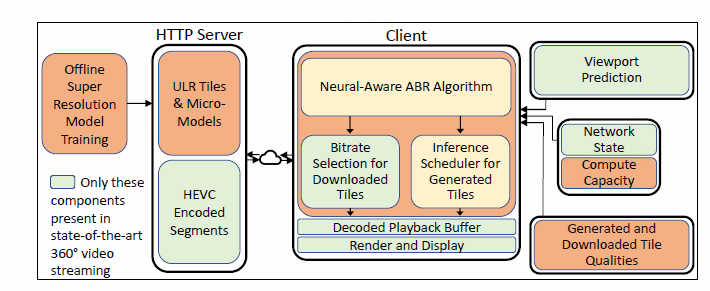 HTTP Server
Client
Offline
Super
Resolution
Model
Training
Only these
components
present in
state-of-the-art
360° video
streaming
ULR Tiles
& Micro-
Models
HEVC
Encoded
Segments
Neural-Aware ABR Algorithm
Bitrate
Selection for
Downloaded
Tiles
Inference
Scheduler for
Generated
Tiles
Decoded Playback Buffer
Render and Display
Viewport
Prediction
Network
State
Compute
Capacity
Generated and
Downloaded Tile
Qualities